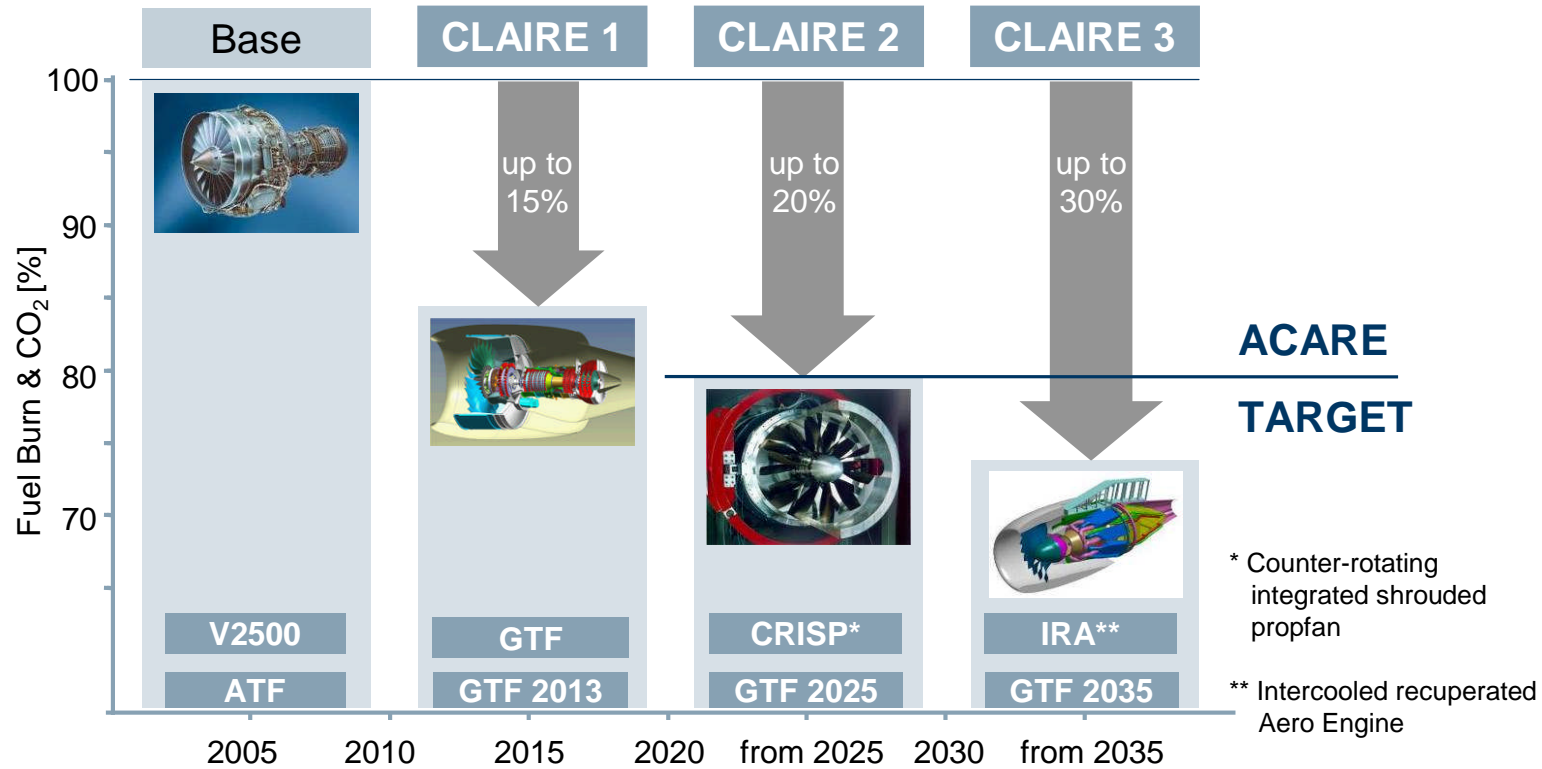 Base
CLAIRE 1
CLAIRE 2
CLAIRE 3
Fuel Burn & CO₂ [%]
100
90
80
70
up to
15%
up to
20%
up to
30%
ACARE
TARGET
V2500
ATF
GTF
GTF 2013
CRISP*
GTF 2025
IRA**
GTF 2035
* Counter-rotating
integrated shrouded
propfan
** Intercooled recuperated
Aero Engine
2005
2010
2015
2020
from 2025
2030
from 2035